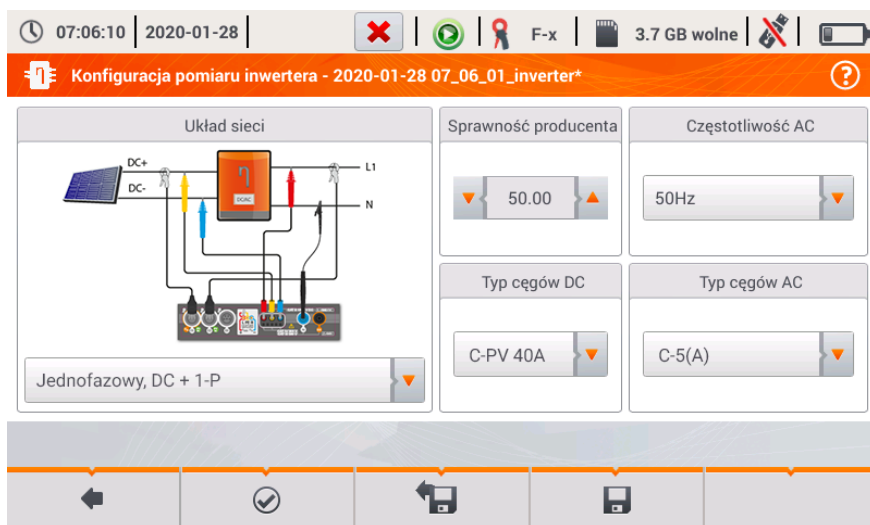 07:06:10 2020-01-28 F-x 3.7 GB wolne
Konfiguracja pomiaru inwertera - 2020-01-28 07_06_01_inverter* ?
Układ sieci
DC+
DC-
η
DC/AC
L1
N
Jednofazowy, DC + 1-P
Sprawność producenta
50.00
Częstotliwość AC
50Hz
Typ cęgów DC
C-PV 40A
Typ cęgów AC
C-5(A)